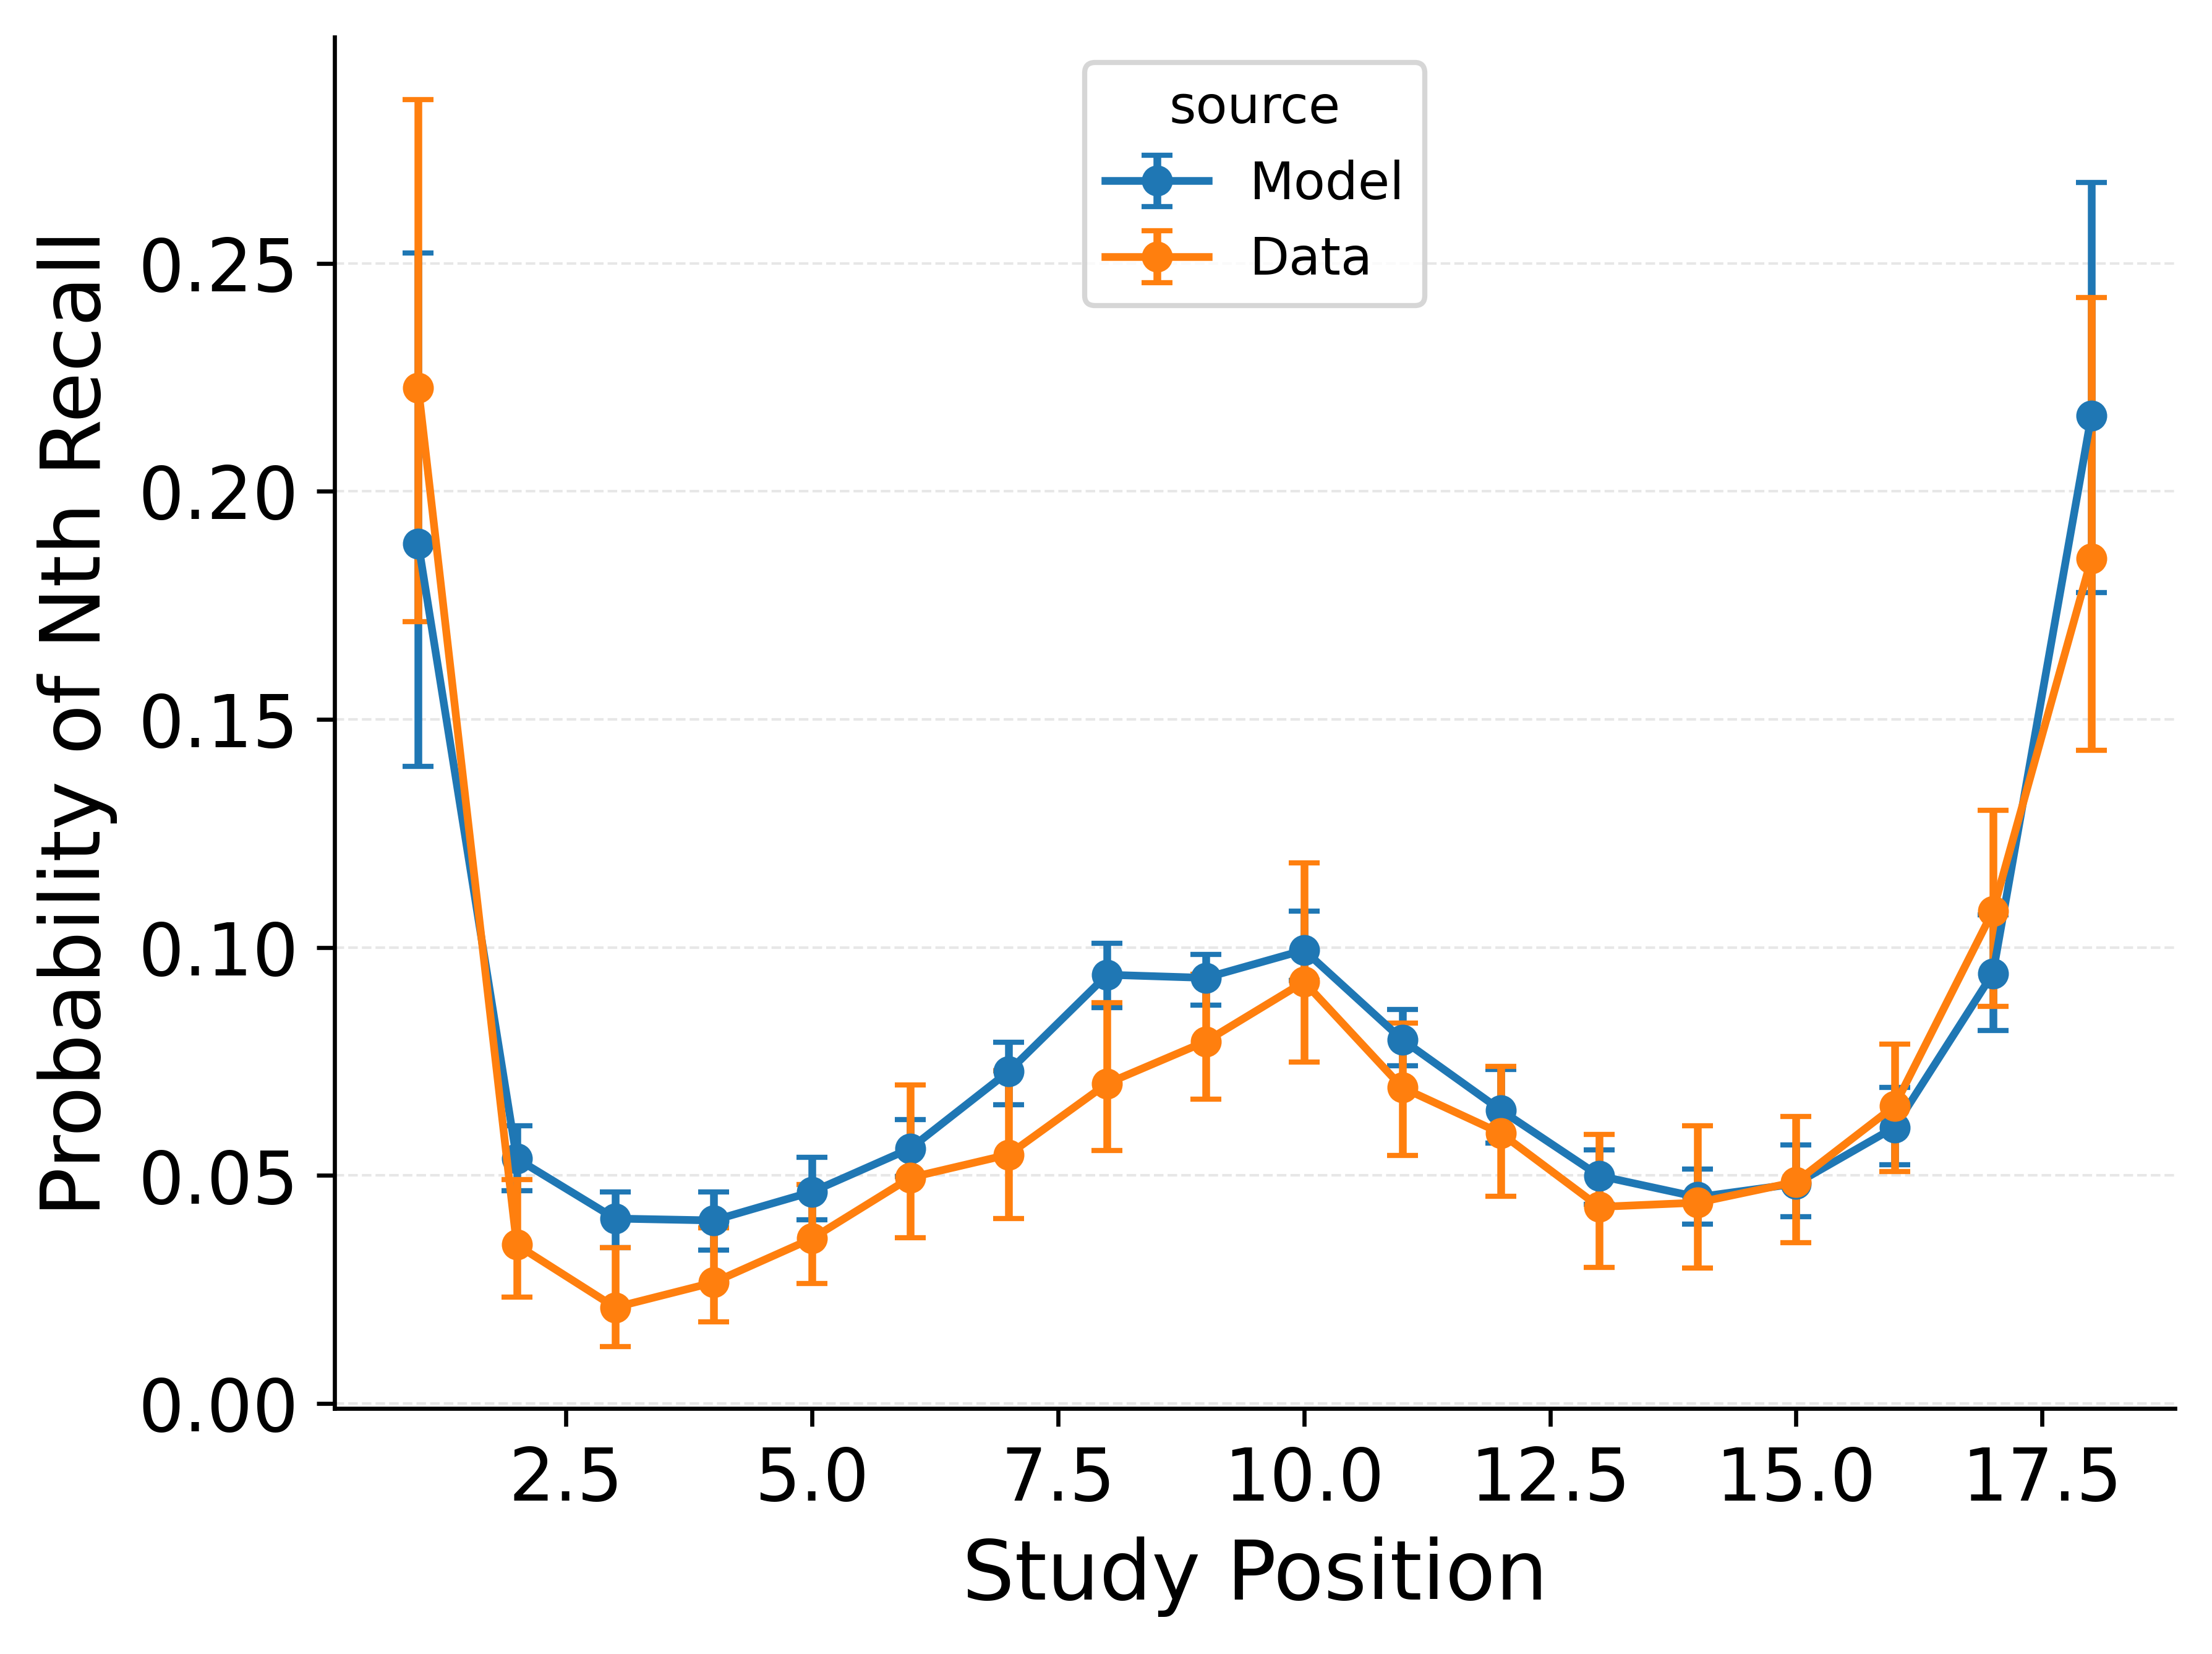 source
Model
Data
Probability of Nth Recall
0.25
0.20
0.15
0.10
0.05
0.00
2.5 5.0 7.5 10.0 12.5 15.0 17.5
Study Position